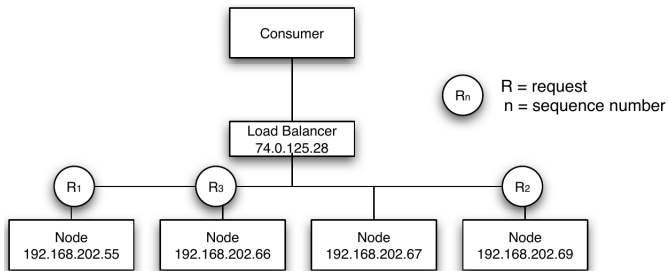 Consumer
Rn
R = request
n = sequence number
Load Balancer
74.0.125.28
R1
R3
R2
Node
192.168.202.55
Node
192.168.202.66
Node
192.168.202.67
Node
192.168.202.69